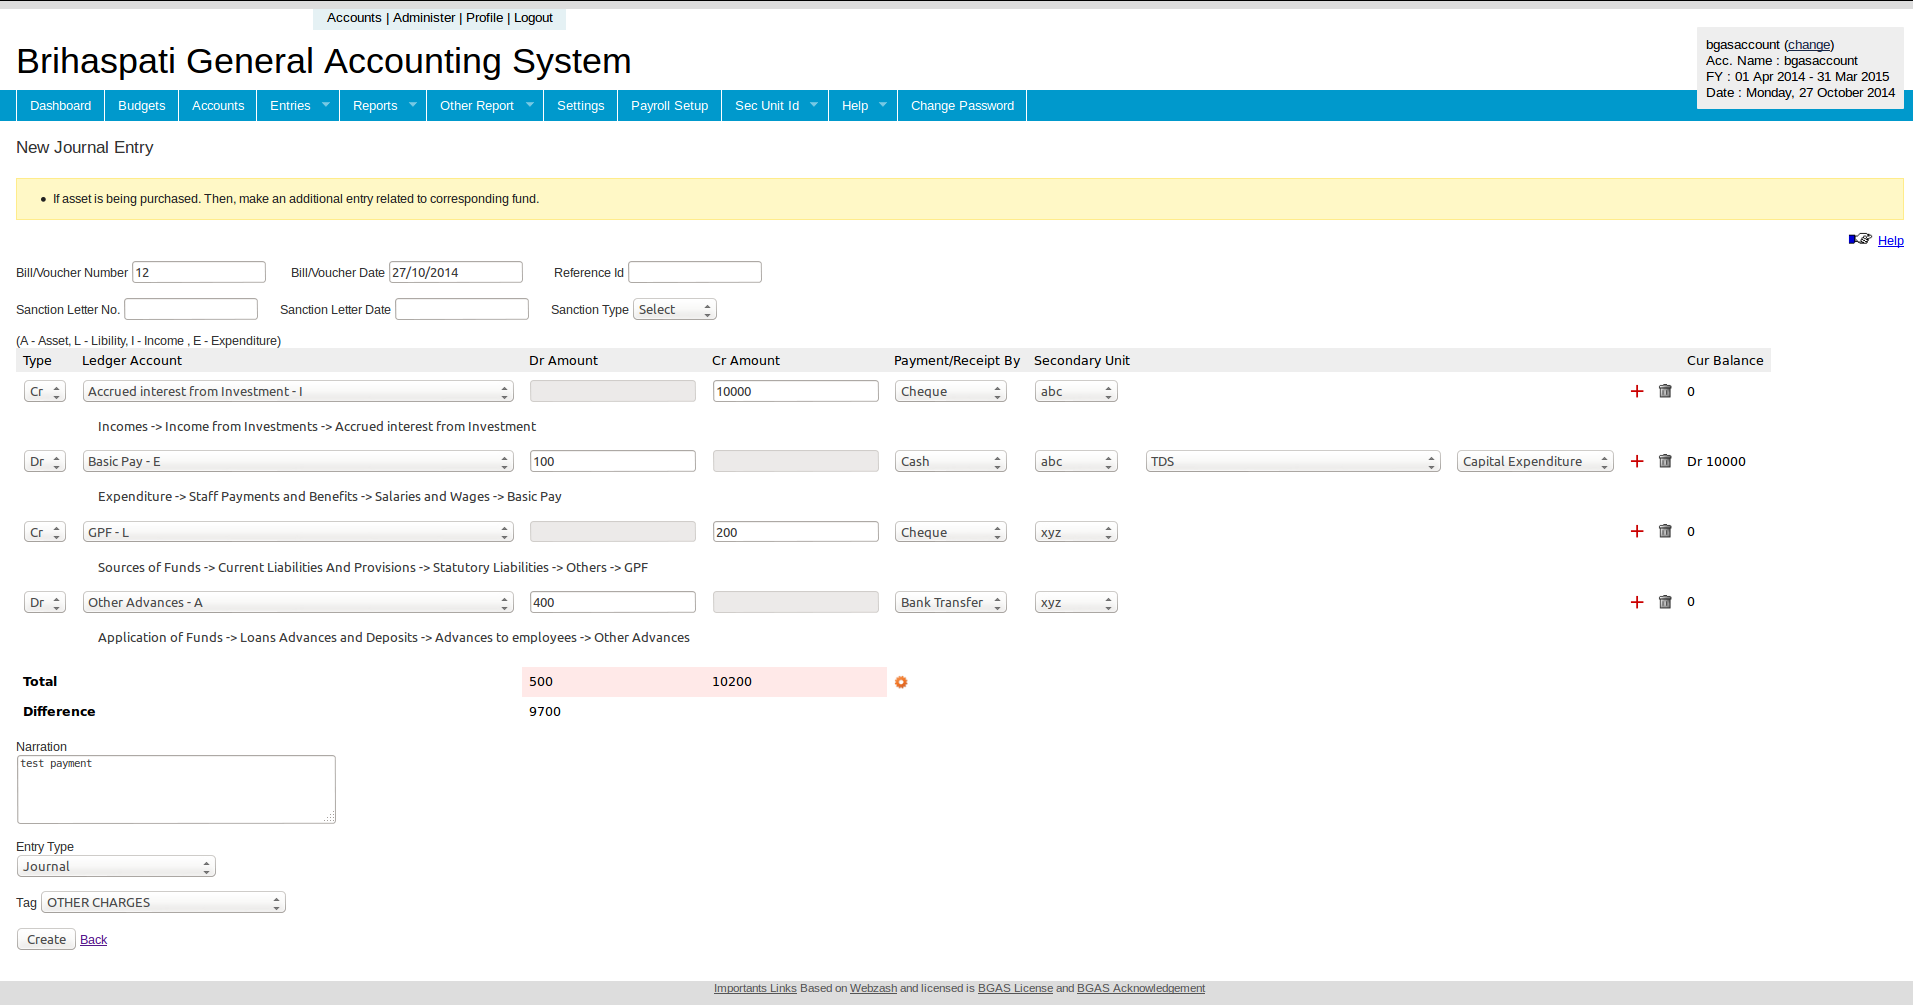 Accounts | Administer | Profile | Logout
Brihaspati General Accounting System
bgasaccount (change)
Acc. Name : bgasaccount
FY : 01 Apr 2014 - 31 Mar 2015
Date : Monday, 27 October 2014
Dashboard Budgets Accounts Entries Reports Other Report Settings Payroll Setup Sec Unit Id Help Change Password
New Journal Entry
• If asset is being purchased. Then, make an additional entry related to corresponding fund.
Help
Bill/Voucher Number 12 Bill/Voucher Date 27/10/2014 Reference Id
Sanction Letter No. Sanction Letter Date Sanction Type Select
(A - Asset, L - Libility, I - Income , E - Expenditure)
Type Ledger Account Dr Amount Cr Amount Payment/Receipt By Secondary Unit Cur Balance
Cr Accrued interest from Investment - I 10000 Cheque abc 0
Incomes -> Income from Investments -> Accrued interest from Investment
Dr Basic Pay - E 100 Cash abc TDS Capital Expenditure Dr 10000
Expenditure -> Staff Payments and Benefits -> Salaries and Wages -> Basic Pay
Cr GPF - L 200 Cheque xyz 0
Sources of Funds -> Current Liabilities And Provisions -> Statutory Liabilities -> Others -> GPF
Dr Other Advances - A 400 Bank Transfer xyz 0
Application of Funds -> Loans Advances and Deposits -> Advances to employees -> Other Advances
Total 500 10200
Difference 9700
Narration
test payment
Entry Type
Journal
Tag OTHER CHARGES
Create Back
Importants Links Based on Webzash and licensed is BGAS License and BGAS Acknowledgement